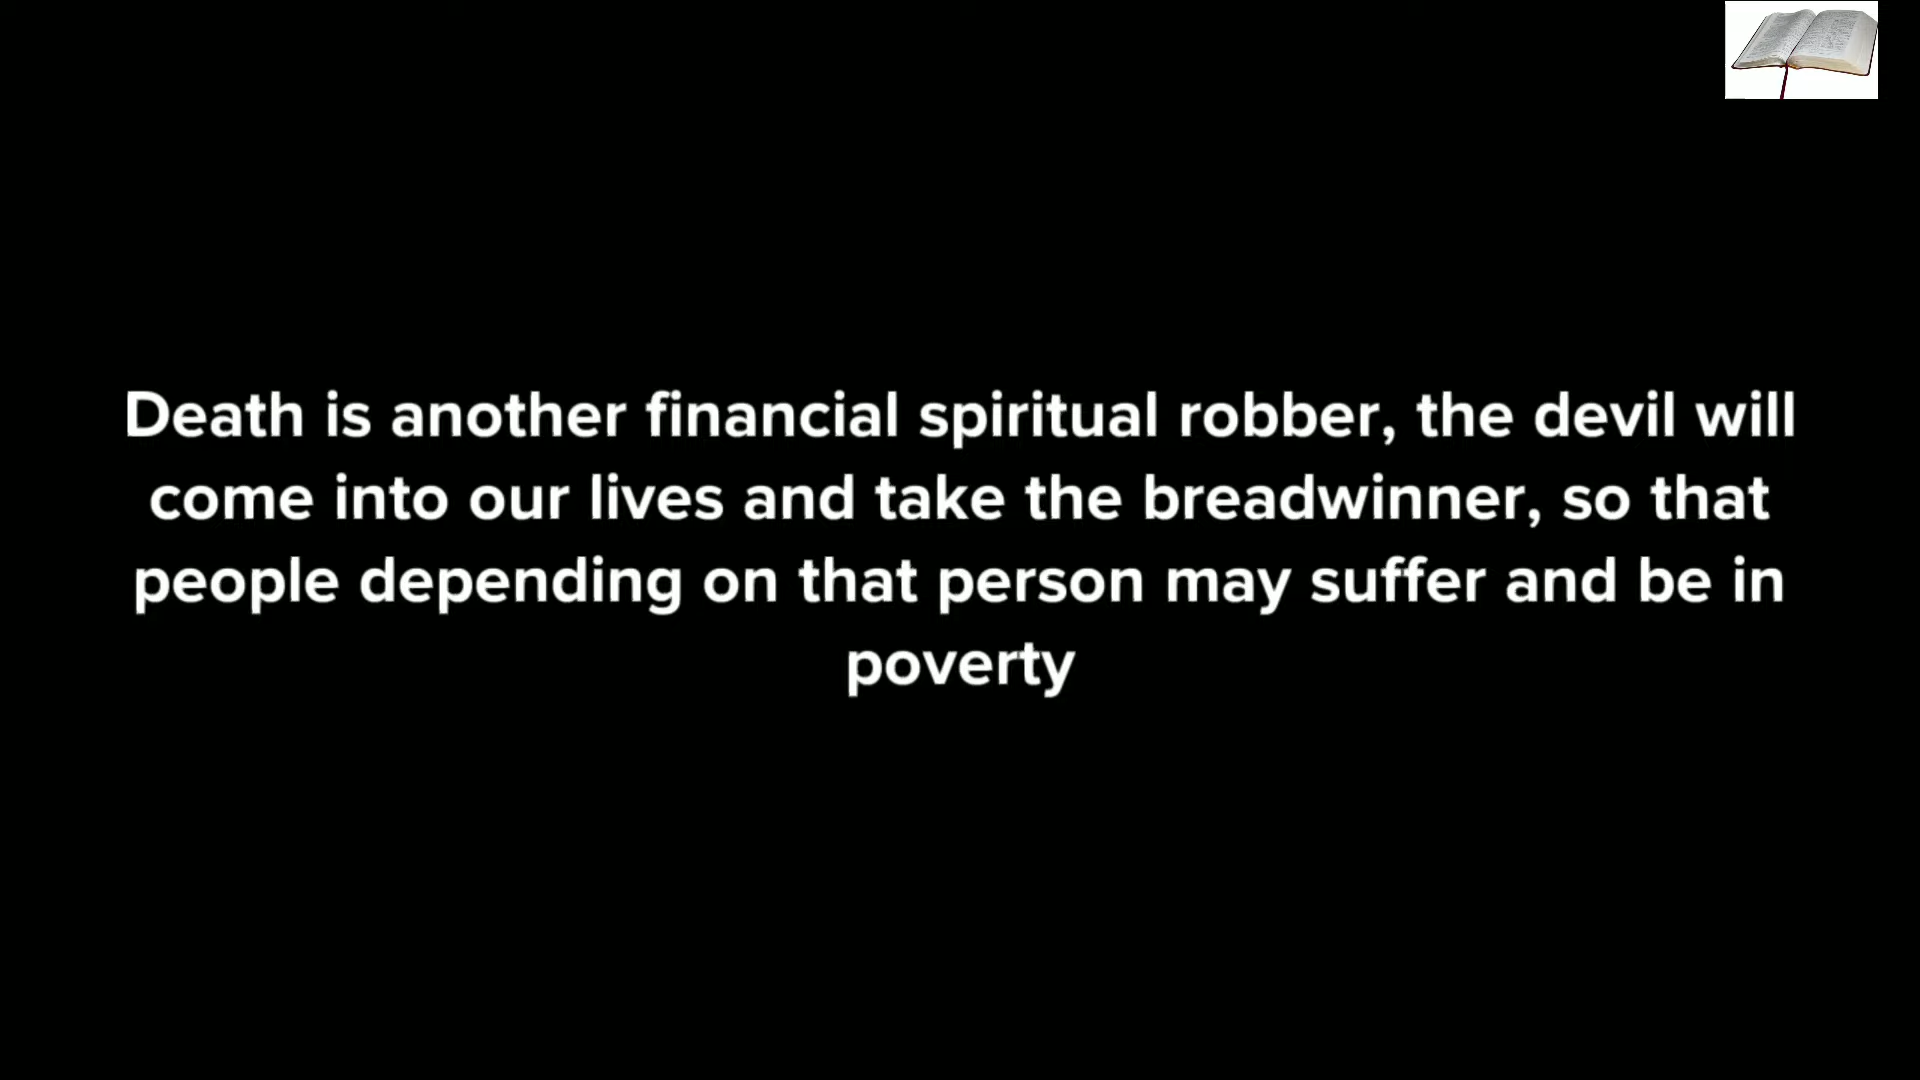 Death is another financial spiritual robber, the devil will
come into our lives and take the breadwinner, so that
people depending on that person may suffer and be in
poverty